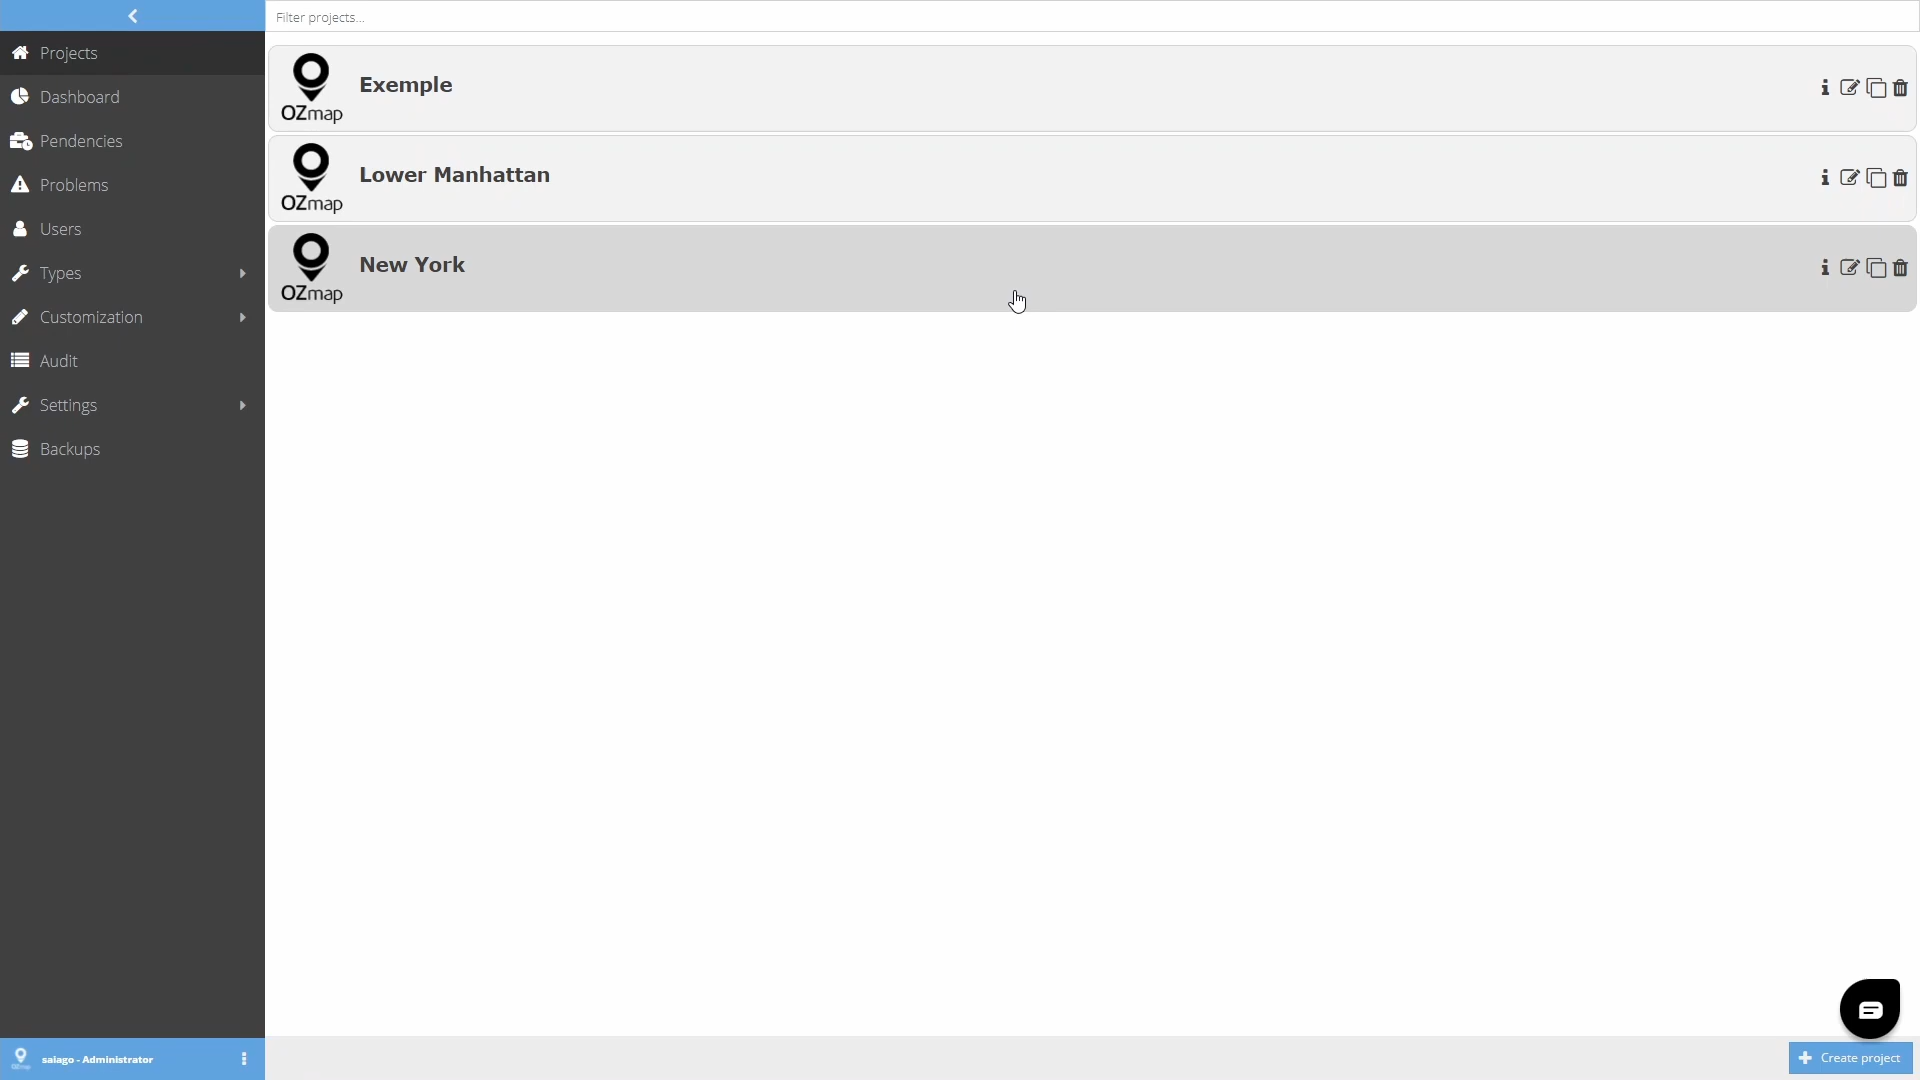 Filter projects...
Projects
Dashboard
Pendencies
Problems
Users
Types
Customization
Audit
Settings
Backups
OZmap
Exemple
OZmap
Lower Manhattan
OZmap
New York
salago - Administrator
Create project